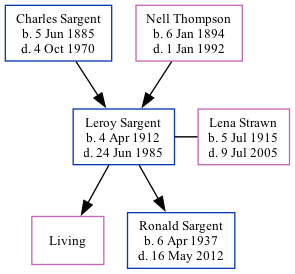 Charles Sargent
b. 5 Jun 1885
d. 4 Oct 1970
Nell Thompson
b. 6 Jan 1894
d. 1 Jan 1992
Leroy Sargent
b. 4 Apr 1912
d. 24 Jun 1985
Lena Strawn
b. 5 Jul 1915
d. 9 Jul 2005
Living
Ronald Sargent
b. 6 Apr 1937
d. 16 May 2012